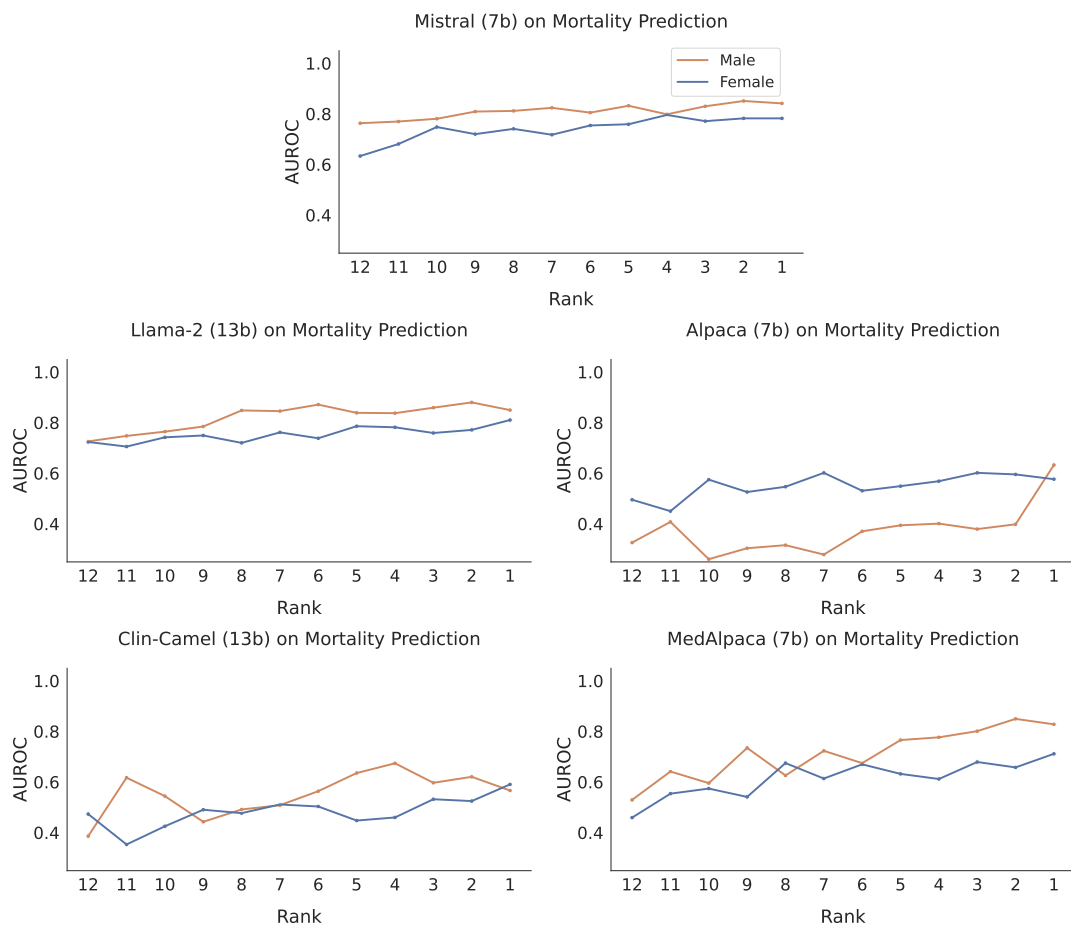 Mistral (7b) on Mortality Prediction
Male
Female
1.0
0.8
0.6
0.4
AUROC
12 11 10 9 8 7 6 5 4 3 2 1
Rank
Llama-2 (13b) on Mortality Prediction
1.0
0.8
0.6
0.4
AUROC
12 11 10 9 8 7 6 5 4 3 2 1
Rank
Alpaca (7b) on Mortality Prediction
1.0
0.8
0.6
0.4
AUROC
12 11 10 9 8 7 6 5 4 3 2 1
Rank
Clin-Camel (13b) on Mortality Prediction
1.0
0.8
0.6
0.4
AUROC
12 11 10 9 8 7 6 5 4 3 2 1
Rank
MedAlpaca (7b) on Mortality Prediction
1.0
0.8
0.6
0.4
AUROC
12 11 10 9 8 7 6 5 4 3 2 1
Rank